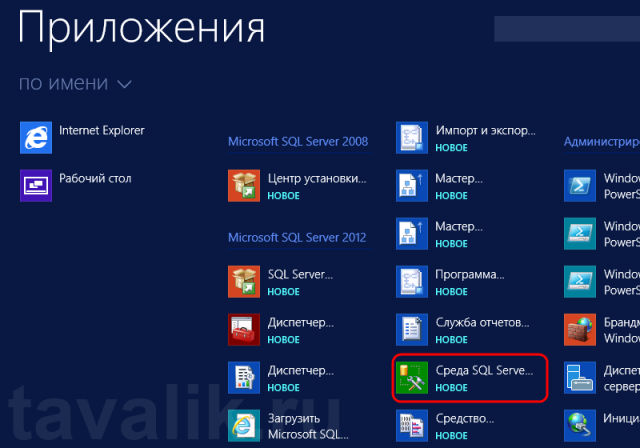 Приложения
по имени
Internet Explorer
Рабочий стол
Microsoft SQL Server 2008
Центр установки...
НОВОЕ
Microsoft SQL Server 2012
SQL Server...
НОВОЕ
Диспетчер...
НОВОЕ
Диспетчер...
НОВОЕ
Загрузить
Microsoft SQL...
Импорт и экспор...
НОВОЕ
Мастер...
НОВОЕ
Мастер...
НОВОЕ
Программа...
НОВОЕ
Служба отчетов...
НОВОЕ
Среда SQL Serve...
НОВОЕ
Средство...
НОВОЕ
Администриро
Window
PowerS
Window
PowerS
Window
PowerS
Брандм
Window
Диспет
сервер
Иници
tavalik.ru